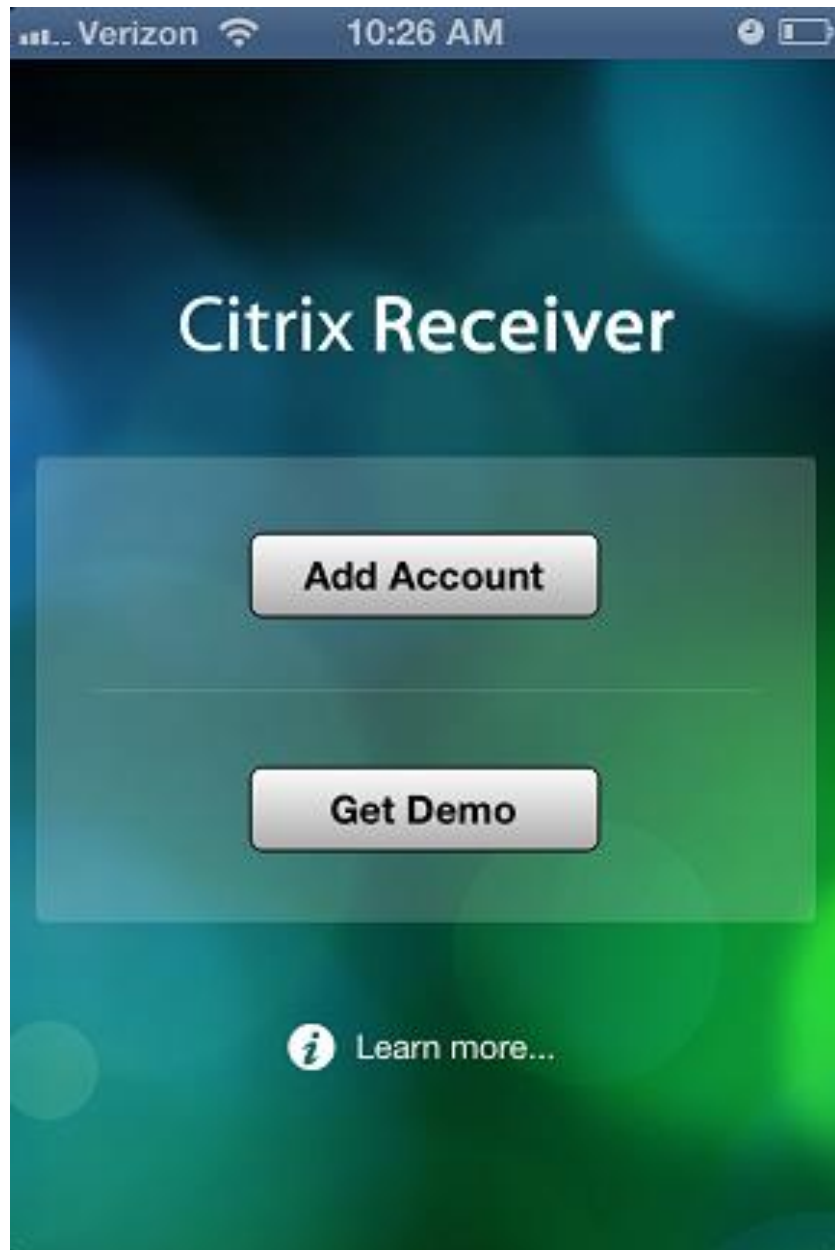 Verizon 10:26 AM
Citrix Receiver
Add Account
Get Demo
i Learn more...